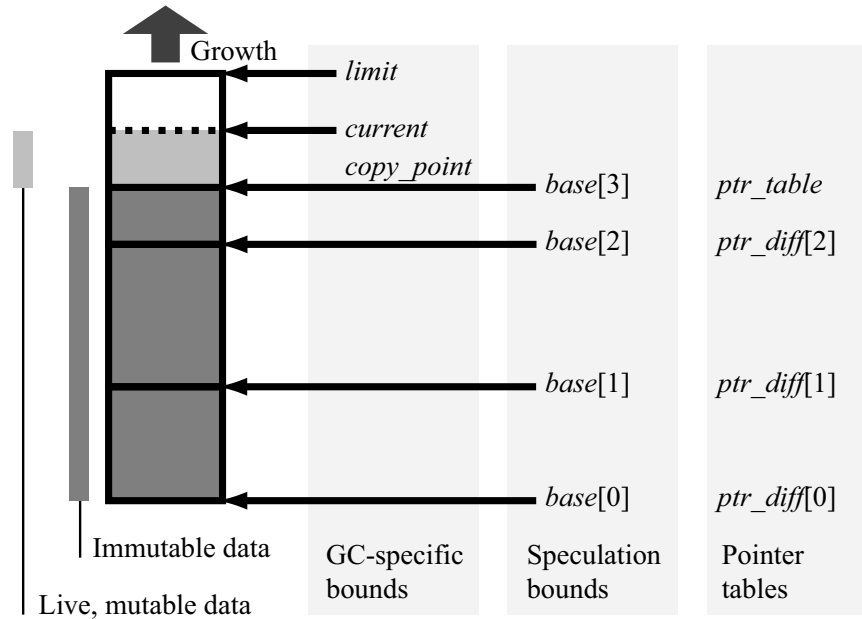 Growth
limit
current
copy_point
base[3] ptr_table
base[2] ptr_diff[2]
base[1] ptr_diff[1]
base[0] ptr_diff[0]
Immutable data
Live, mutable data
GC-specific
bounds
Speculation
bounds
Pointer
tables